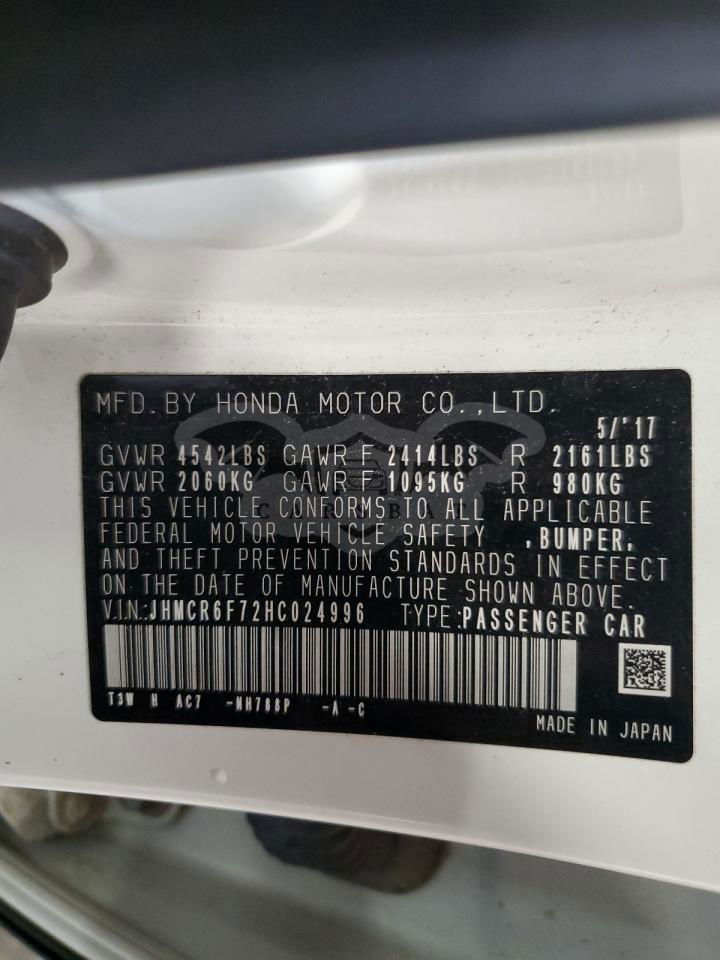 MFD. BY HONDA MOTOR CO., LTD.
5/'17
GVWR 4542LBS GAWR F 2414LBS R 2161LBS
GVWR 2060KG GAWR F 1095KG R 980KG
THIS VEHICLE CONFORMS TO ALL APPLICABLE
FEDERAL MOTOR VEHICLE SAFETY ,BUMPER,
AND THEFT PREVENTION STANDARDS IN EFFECT
ON THE DATE OF MANUFACTURE SHOWN ABOVE.
VIN:JHMCR6F72HC024996 TYPE:PASSENGER CAR
T3W H AC7 -NH788P -A -C
MADE IN JAPAN